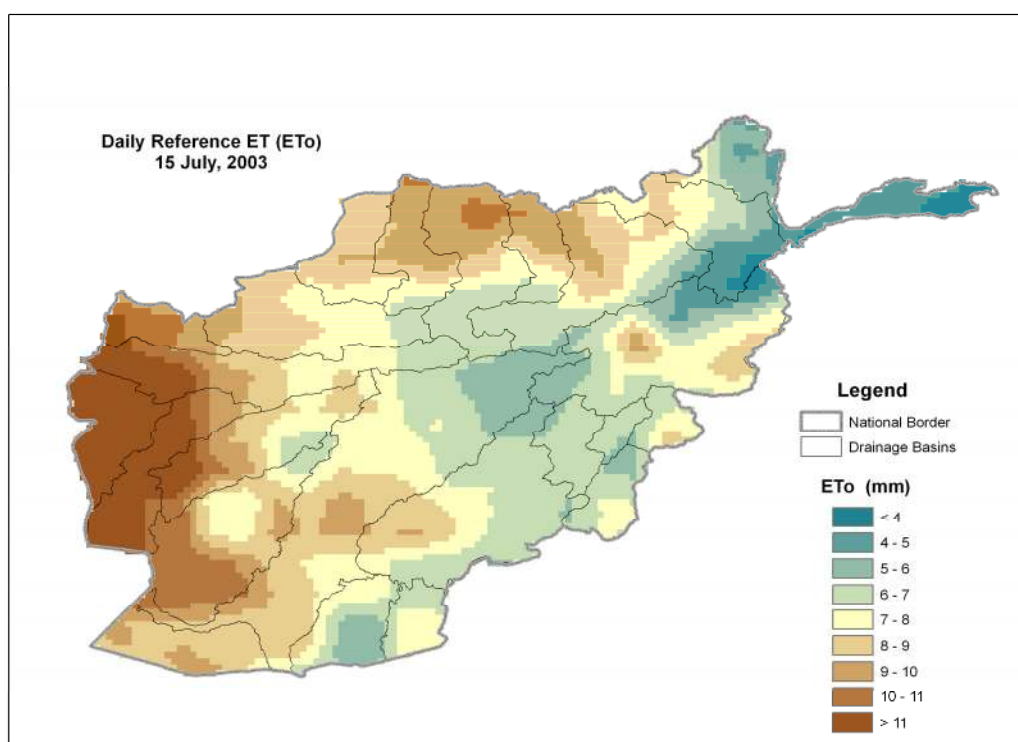 Daily Reference ET (ETo)
15 July, 2003
Legend
National Border
Drainage Basins
ETo (mm)
< 4
4 - 5
5 - 6
6 - 7
7 - 8
8 - 9
9 - 10
10 - 11
> 11